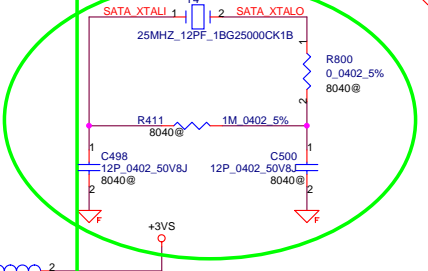 SATA_XTALI 1 2 SATA_XTALO
25MHZ_12PF_1BG25000CK1B
1
R800
0_0402_5%
8040@
2
R411 1M_0402_5%
8040@
1 1
C498 C500
12P_0402_50V8J 12P_0402_50V8J
8040@ 8040@
2 2
F F
+3VS
2